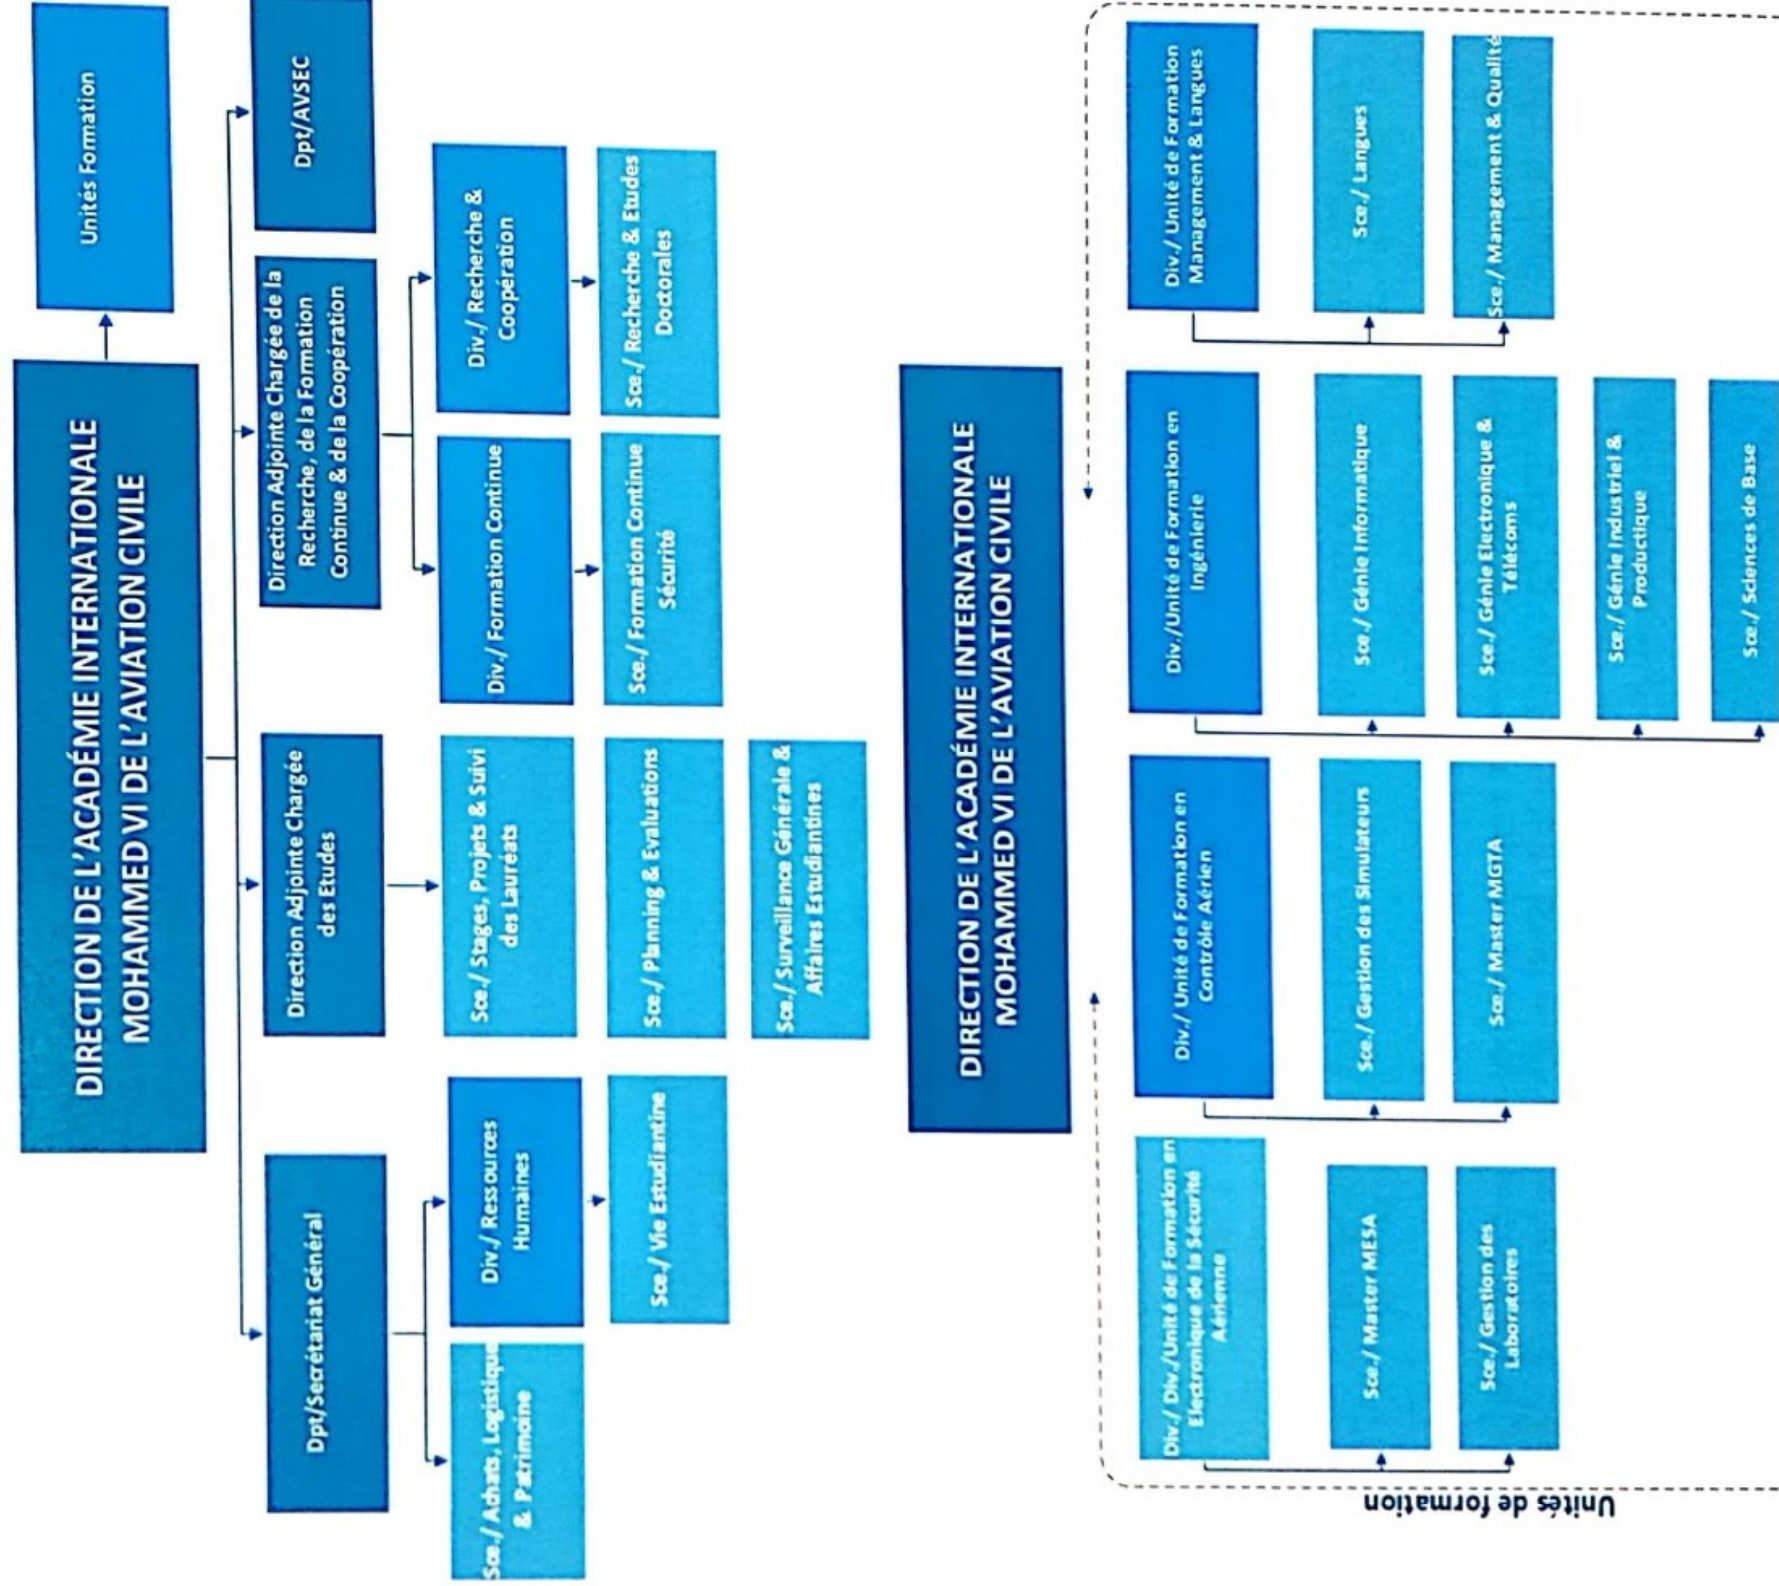 DIRECTION DE L'ACADÉMIE INTERNATIONALE
MOHAMMED VI DE L'AVIATION CIVILE
Unités Formation
Dpt/Secrétariat Général
Direction Adjointe Chargée
des Etudes
Direction Adjointe Chargée de la
Recherche, de la Formation
Continue & de la Coopération
Dpt/AVSEC
Sce./ Achats, Logistique
& Patrimoine
Div./ Ressources
Humaines
Sce./ Stages, Projets & Suivi
des Lauréats
Div./ Formation Continue
Div./ Recherche &
Coopération
Sce./ Vie Estudiantine
Sce./ Planning & Evaluations
Sce./ Formation Continue
Sécurité
Sce./ Recherche & Etudes
Doctorales
Sce./ Surveillance Générale &
Affaires Estudiantines
DIRECTION DE L'ACADÉMIE INTERNATIONALE
MOHAMMED VI DE L'AVIATION CIVILE
Div./ Div./Unité de Formation en
Electronique de la Sécurité
Aérienne
Div./ Unité de Formation en
Contrôle Aérien
Div./Unité de Formation en
Ingénierie
Div./ Unité de Formation
Management & Langues
Sce./ Master MESA
Sce./ Gestion des Simulateurs
Sce./ Génie Informatique
Sce./ Langues
Sce./ Gestion des
Laboratoires
Sce./ Master MGTA
Sce./ Génie Electronique &
Télécoms
Sce./ Management & Qualité
Sce./ Génie Industriel &
Productique
Sce./ Sciences de Base
Unités de formation